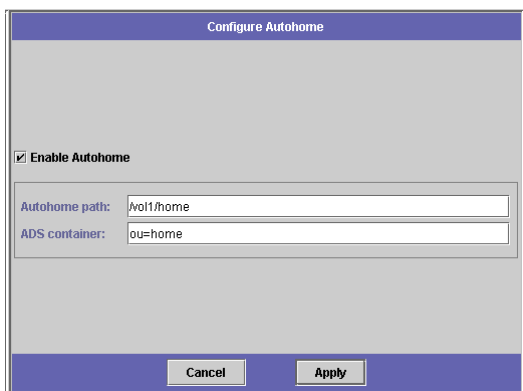 Configure Autohome
Enable Autohome
Autohome path: /vol1/home
ADS container: ou=home
Cancel Apply